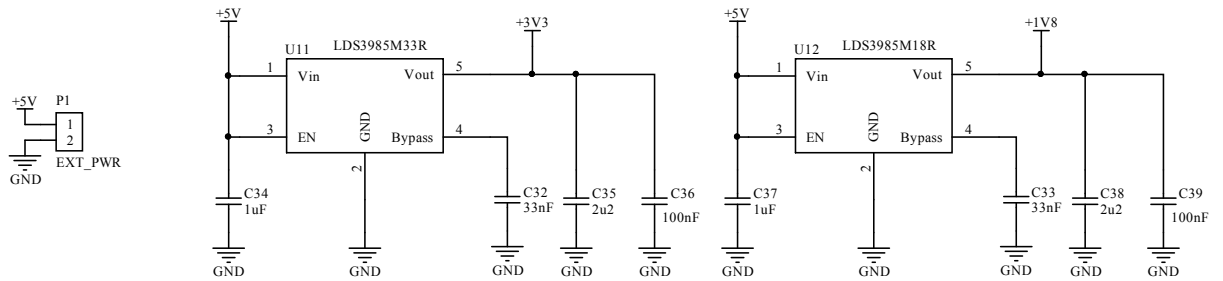 +5V
P1
1
2
EXT_PWR
GND
+5V
U11
LDS3985M33R
+3V3
1
Vin
Vout
5
3
EN
GND
Bypass
4
2
C34
1uF
C32
33nF
C35
2u2
C36
100nF
GND
GND
GND
GND
GND
+5V
U12
LDS3985M18R
+1V8
1
Vin
Vout
5
3
EN
GND
Bypass
4
2
C37
1uF
C33
33nF
C38
2u2
C39
100nF
GND
GND
GND
GND
GND